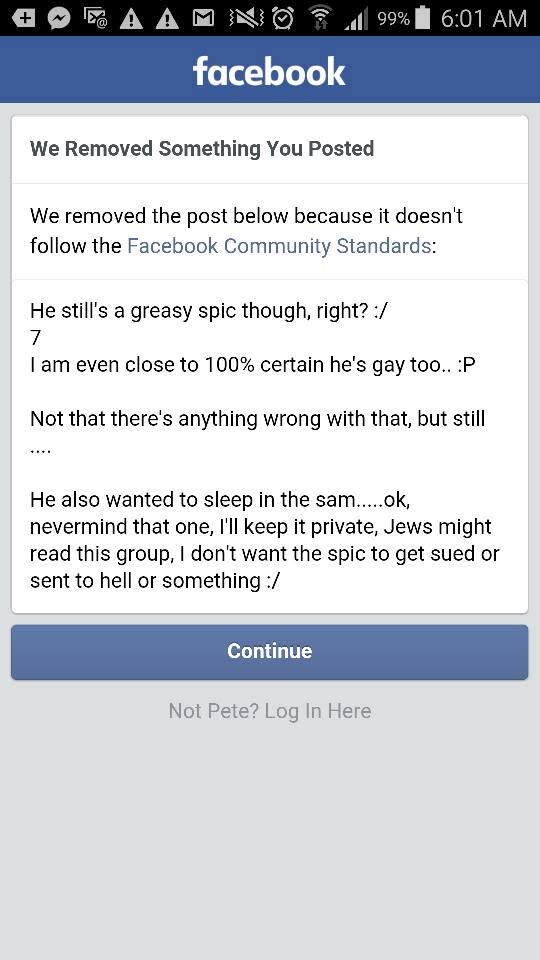 99% 6:01 AM
facebook
We Removed Something You Posted
We removed the post below because it doesn't
follow the Facebook Community Standards:
He still's a greasy spic though, right? :/
7
I am even close to 100% certain he's gay too.. :P
Not that there's anything wrong with that, but still
....
He also wanted to sleep in the sam.....ok,
nevermind that one, I'll keep it private, Jews might
read this group, I don't want the spic to get sued or
sent to hell or something :/
Continue
Not Pete? Log In Here